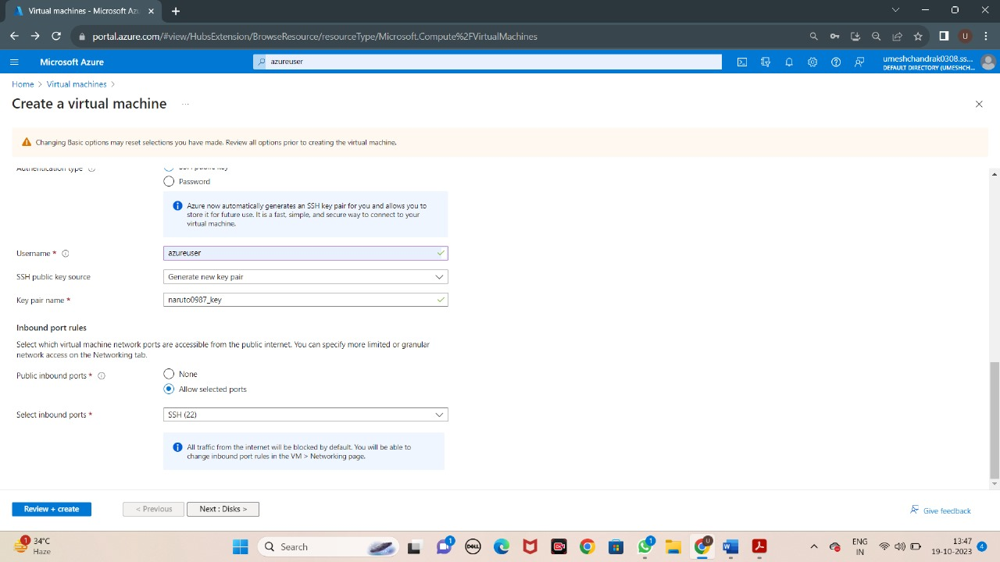 Virtual machines - Microsoft Azu
portal.azure.com/#view/HubsExtension/BrowseResource/resourceType/Microsoft.Compute%2FVirtualMachines
U
Microsoft Azure
azureuser
umeshchandrak0308.ss...
DEFAULT DIRECTORY (UMESHCH...
Home > Virtual machines >
Create a virtual machine ...
Changing Basic options may reset selections you have made. Review all options prior to creating the virtual machine.
Authentication type
SSH public key
Password
Azure now automatically generates an SSH key pair for you and allows you to
store it for future use. It is a fast, simple, and secure way to connect to your
virtual machine.
Username *
azureuser
SSH public key source
Generate new key pair
Key pair name *
naruto0987_key
Inbound port rules
Select which virtual machine network ports are accessible from the public internet. You can specify more limited or granular
network access on the Networking tab.
Public inbound ports *
None
Allow selected ports
Select inbound ports *
SSH (22)
All traffic from the internet will be blocked by default. You will be able to
change inbound port rules in the VM > Networking page.
Review + create
< Previous
Next : Disks >
Give feedback
1
34°C
Haze
Search
1
DELL
1
U
W
ENG
IN
13:47
19-10-2023
4